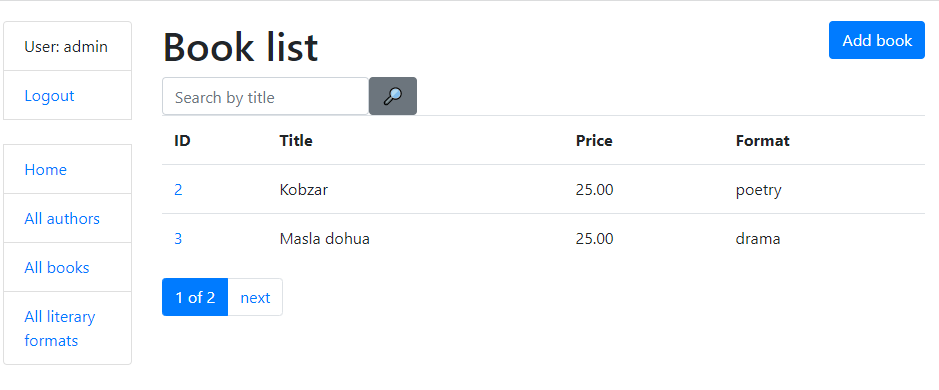 User: admin
Logout
Home
All authors
All books
All literary
formats
Book list
Add book
Search by title
ID Title Price Format
2 Kobzar 25.00 poetry
3 Masla dohua 25.00 drama
1 of 2 next